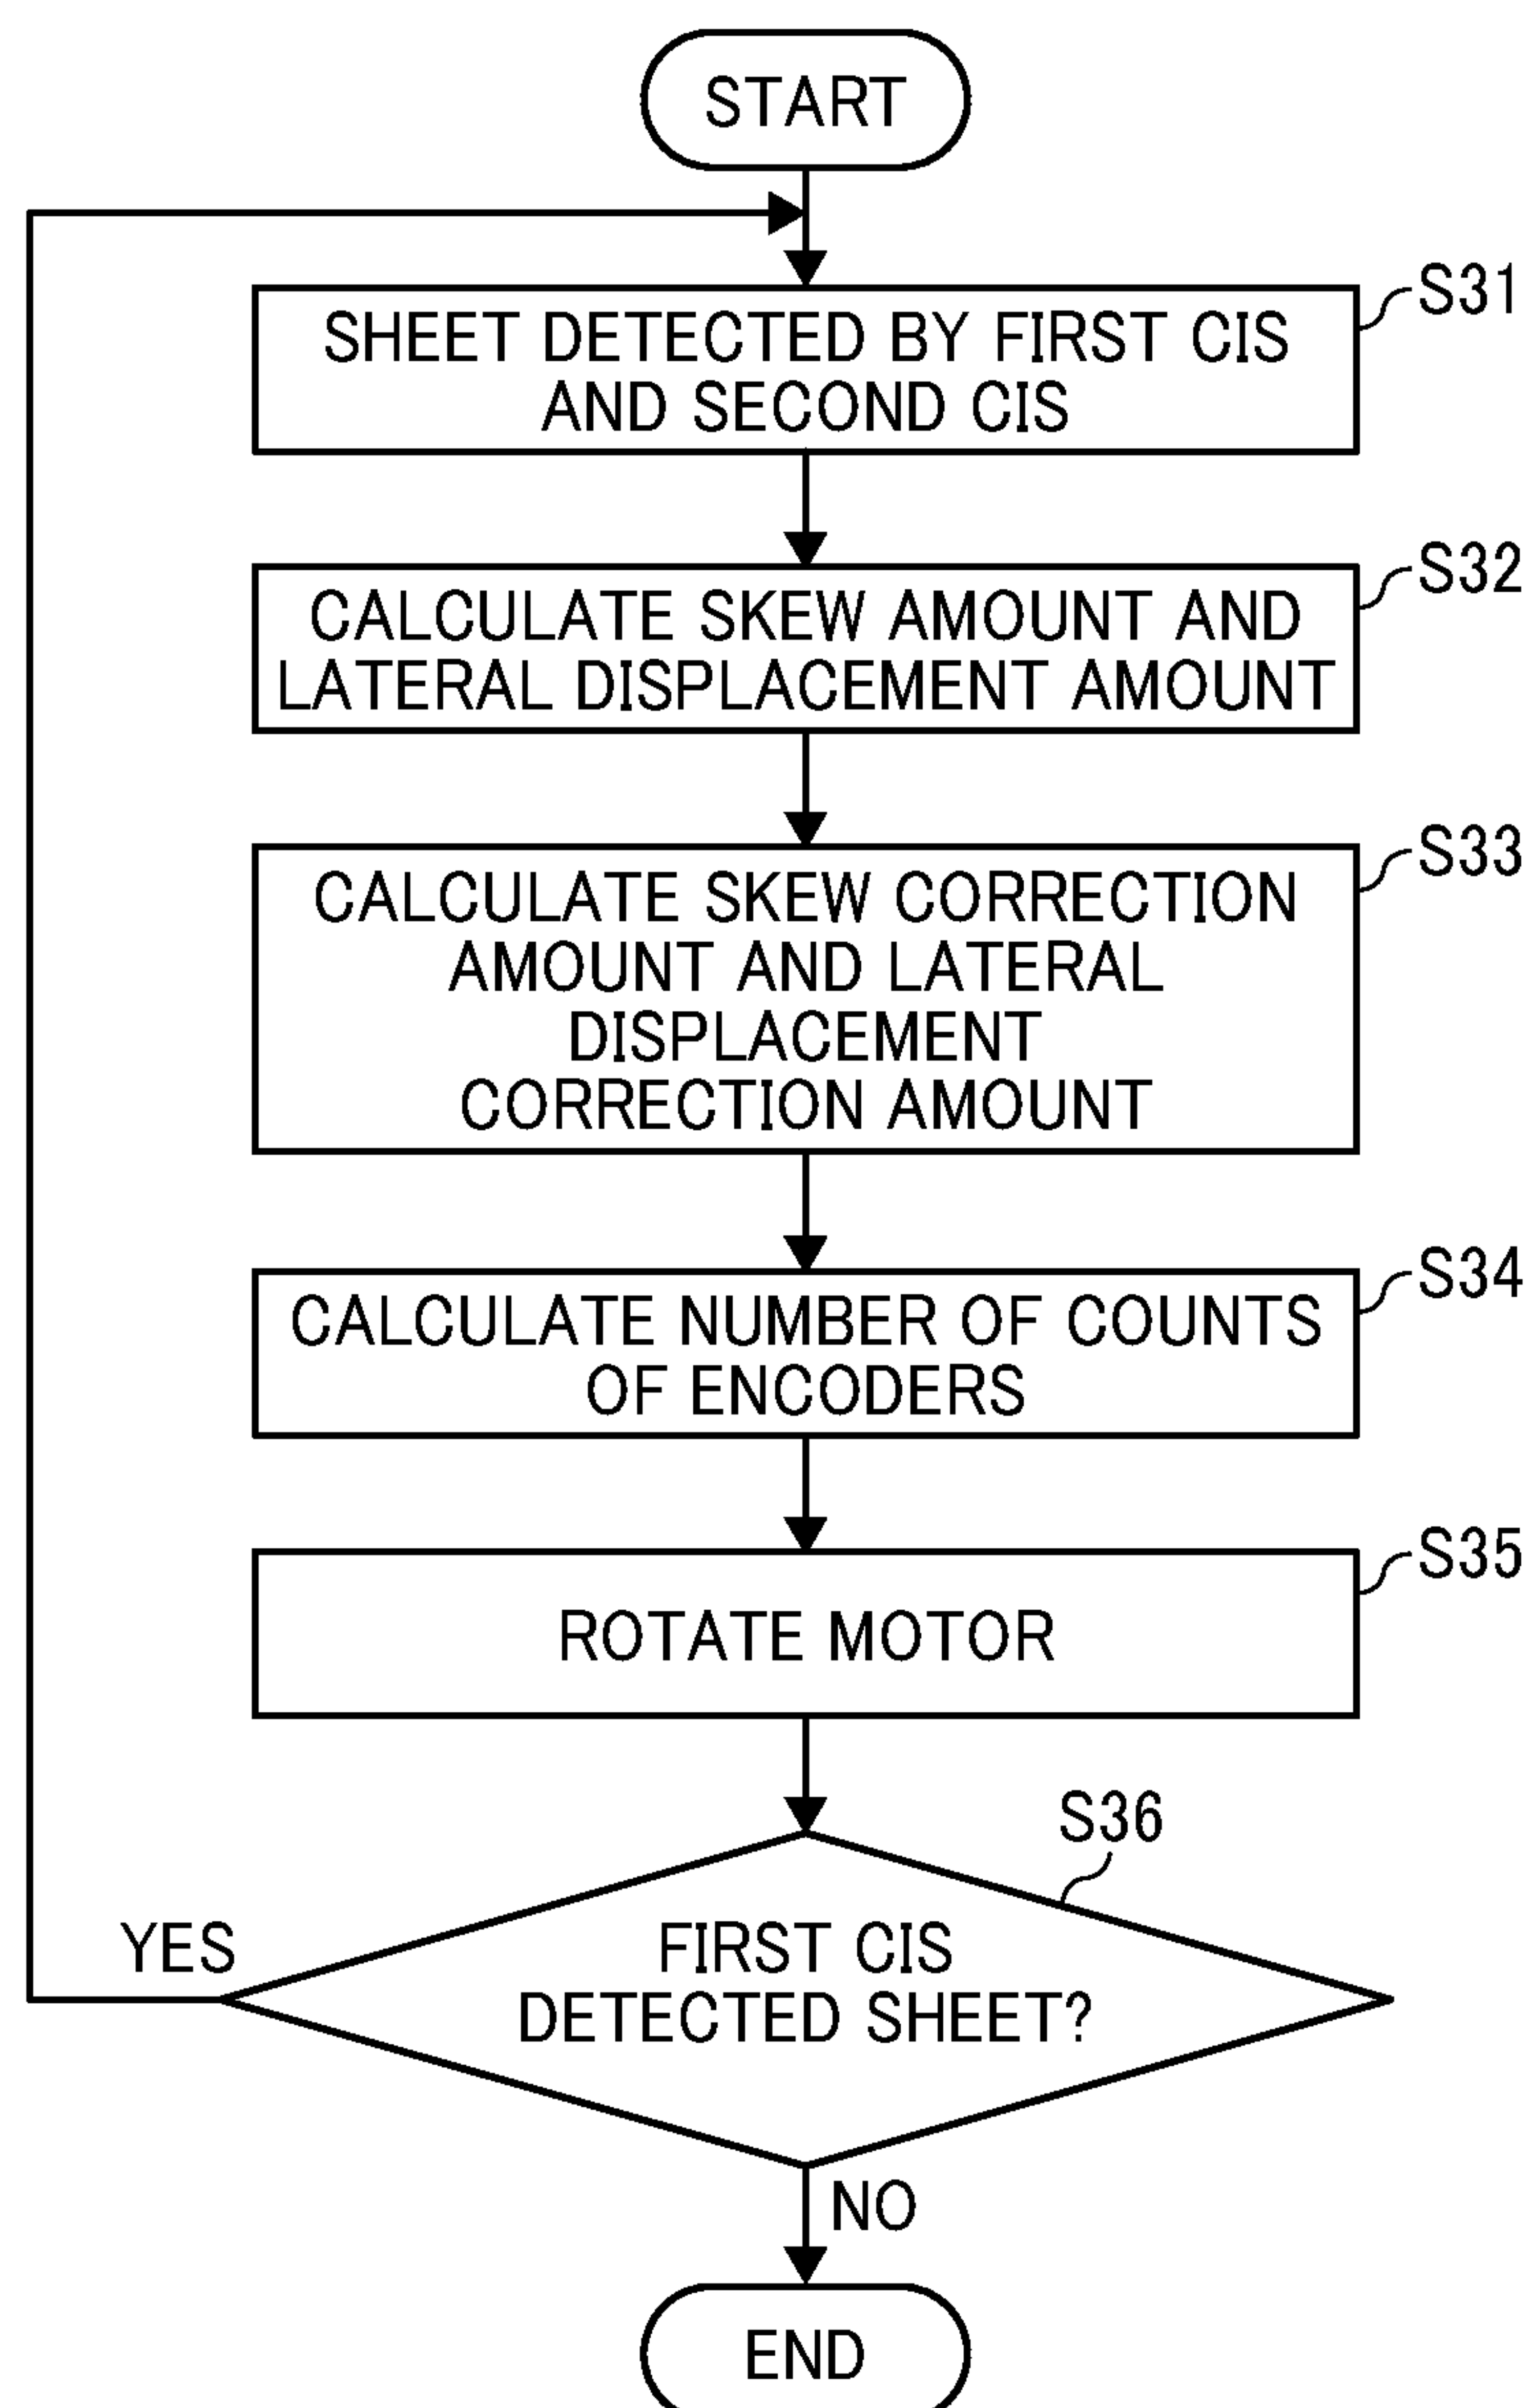 START
SHEET DETECTED BY FIRST CIS
AND SECOND CIS
S31
CALCULATE SKEW AMOUNT AND
LATERAL DISPLACEMENT AMOUNT
S32
CALCULATE SKEW CORRECTION
AMOUNT AND LATERAL
DISPLACEMENT
CORRECTION AMOUNT
S33
CALCULATE NUMBER OF COUNTS
OF ENCODERS
S34
ROTATE MOTOR
S35
S36
FIRST CIS
DETECTED SHEET?
YES
NO
END